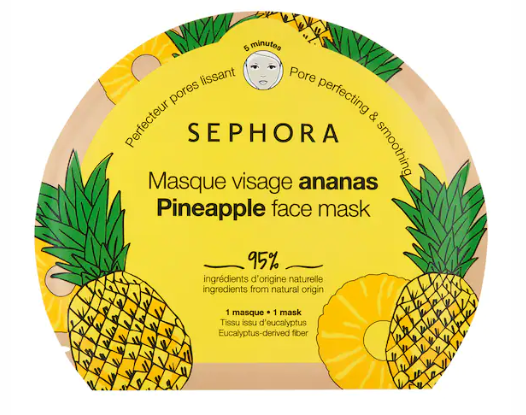 5 minutes
Perfecteur pores lissant
Pore perfecting & smoothing
SEPHORA
Masque visage ananas
Pineapple face mask
95%
ingrédients d'origine naturelle
ingredients from natural origin
1 masque • 1 mask
Tissu issu d'eucalyptus
Eucalyptus-derived fiber